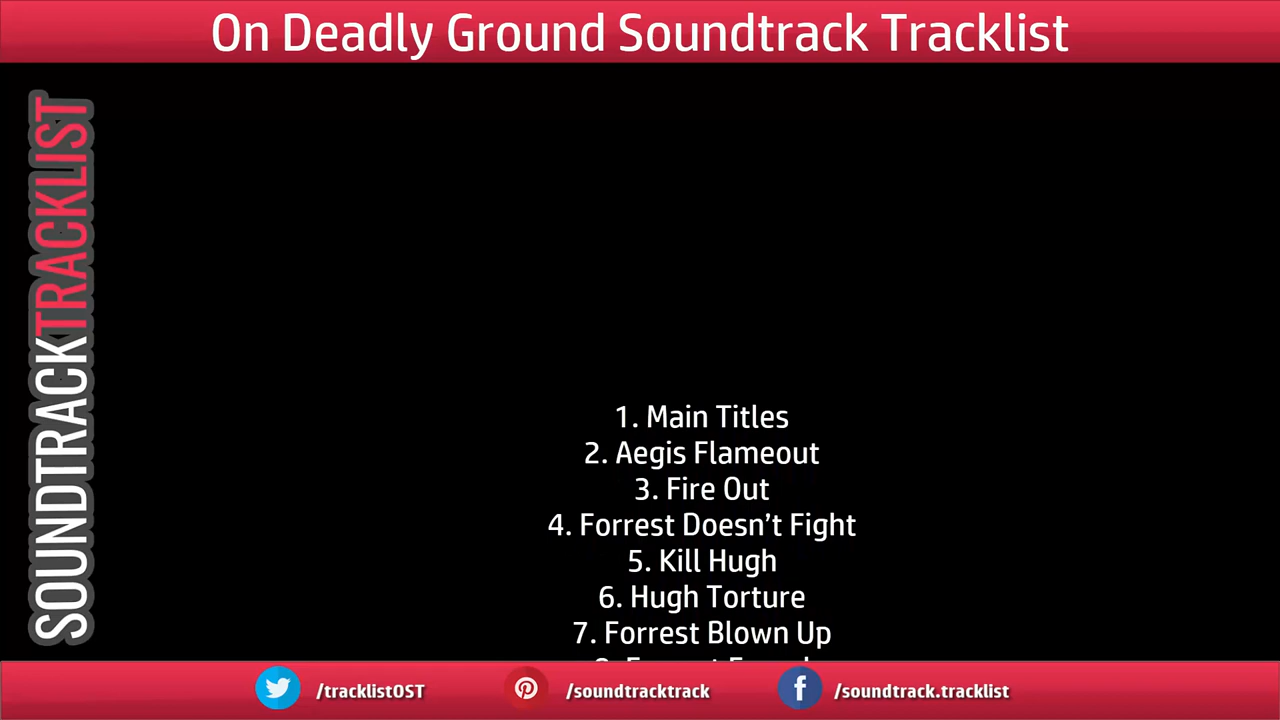 On Deadly Ground Soundtrack Tracklist
SOUNDTRACKTRACKLIST
1. Main Titles
2. Aegis Flameout
3. Fire Out
4. Forrest Doesn’t Fight
5. Kill Hugh
6. Hugh Torture
7. Forrest Blown Up
/tracklistOST
/soundtracktrack
/soundtrack.tracklist